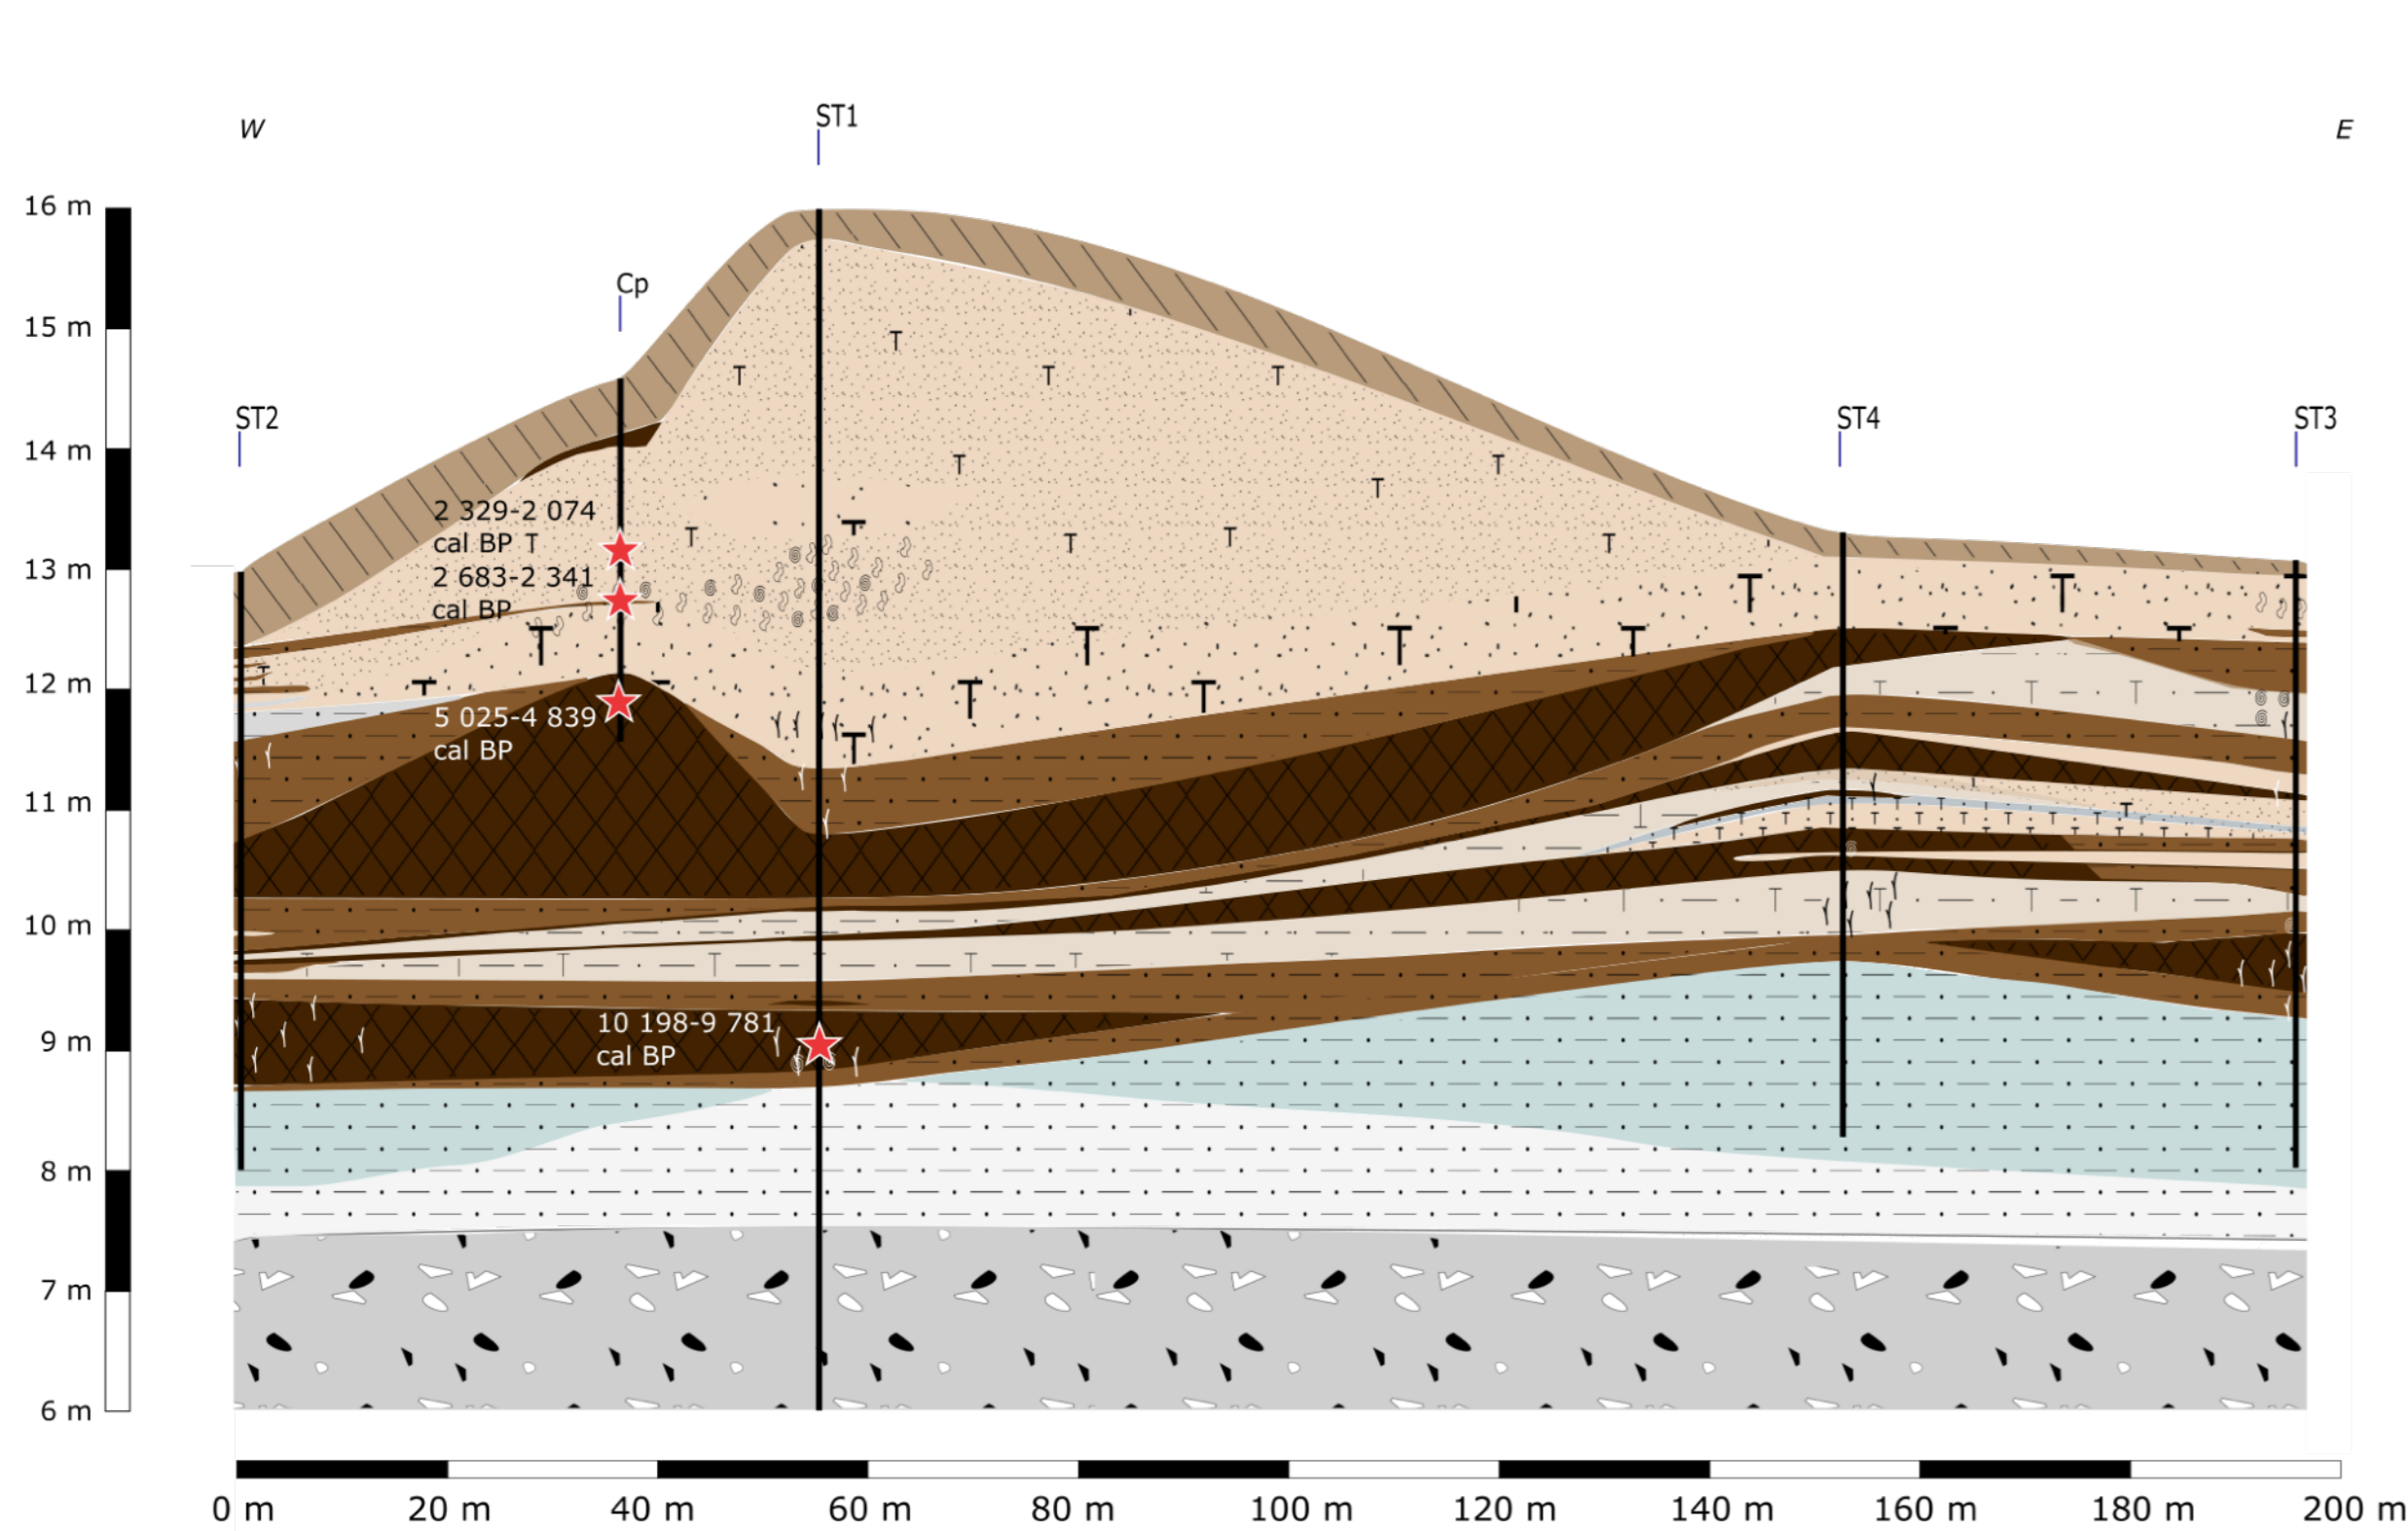 W
E
ST1
Cp
ST2
ST4
ST3
16 m
15 m
14 m
13 m
12 m
11 m
10 m
9 m
8 m
7 m
6 m
2 329-2 074
cal BP
2 683-2 341
cal BP
5 025-4 839
cal BP
10 198-9 781
cal BP
0 m 20 m 40 m 60 m 80 m 100 m 120 m 140 m 160 m 180 m 200 m